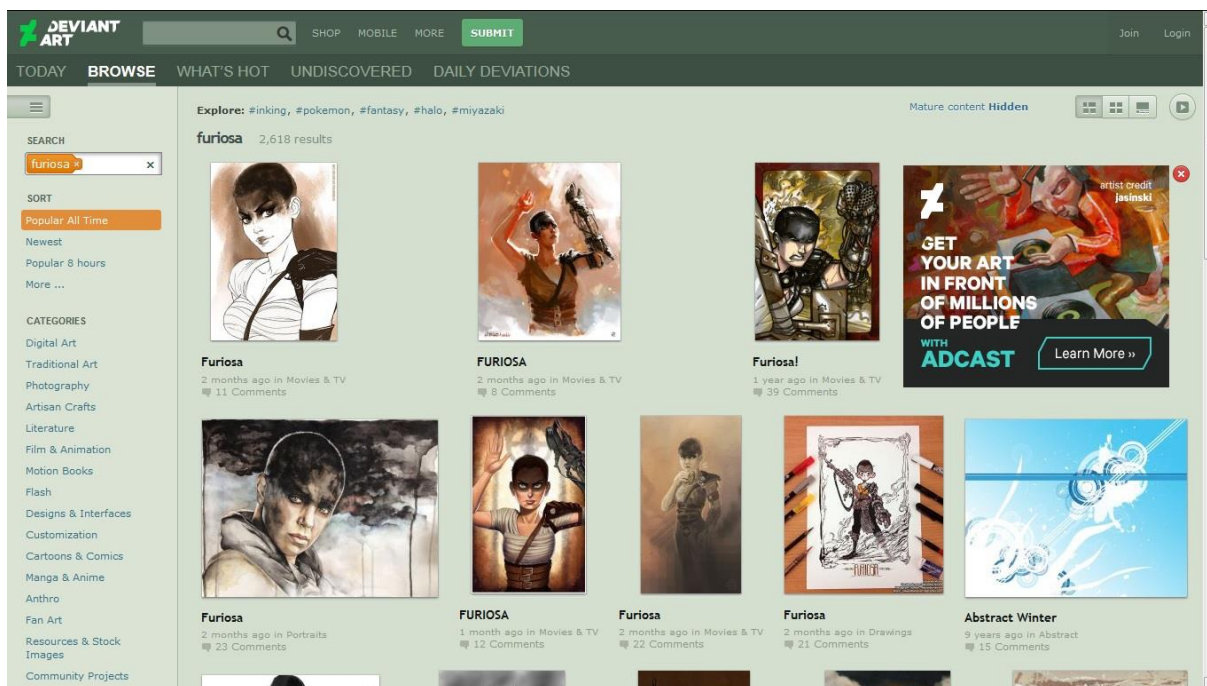 DEVIANT
ART
SHOP MOBILE MORE SUBMIT
Join Login
TODAY BROWSE WHAT'S HOT UNDISCOVERED DAILY DEVIATIONS
Explore: #inking, #pokemon, #fantasy, #halo, #miyazaki
Mature content Hidden
furiosa 2,618 results
SEARCH
furiosa × ×
SORT
Popular All Time
Newest
Popular 8 hours
More ...
CATEGORIES
Digital Art
Traditional Art
Photography
Artisan Crafts
Literature
Film & Animation
Motion Books
Flash
Designs & Interfaces
Customization
Cartoons & Comics
Manga & Anime
Anthro
Fan Art
Resources & Stock
Images
Community Projects
Furiosa
2 months ago in Movies & TV
11 Comments
FURIOSA
2 months ago in Movies & TV
8 Comments
Furiosa!
1 year ago in Movies & TV
39 Comments
artist credit
jasinski
GET
YOUR ART
IN FRONT
OF MILLIONS
OF PEOPLE
WITH
ADCAST
Learn More »
Furiosa
2 months ago in Portraits
23 Comments
FURIOSA
1 month ago in Movies & TV
12 Comments
Furiosa
2 months ago in Movies & TV
22 Comments
FURIOSA
Furiosa
2 months ago in Drawings
21 Comments
Abstract Winter
9 years ago in Abstract
15 Comments